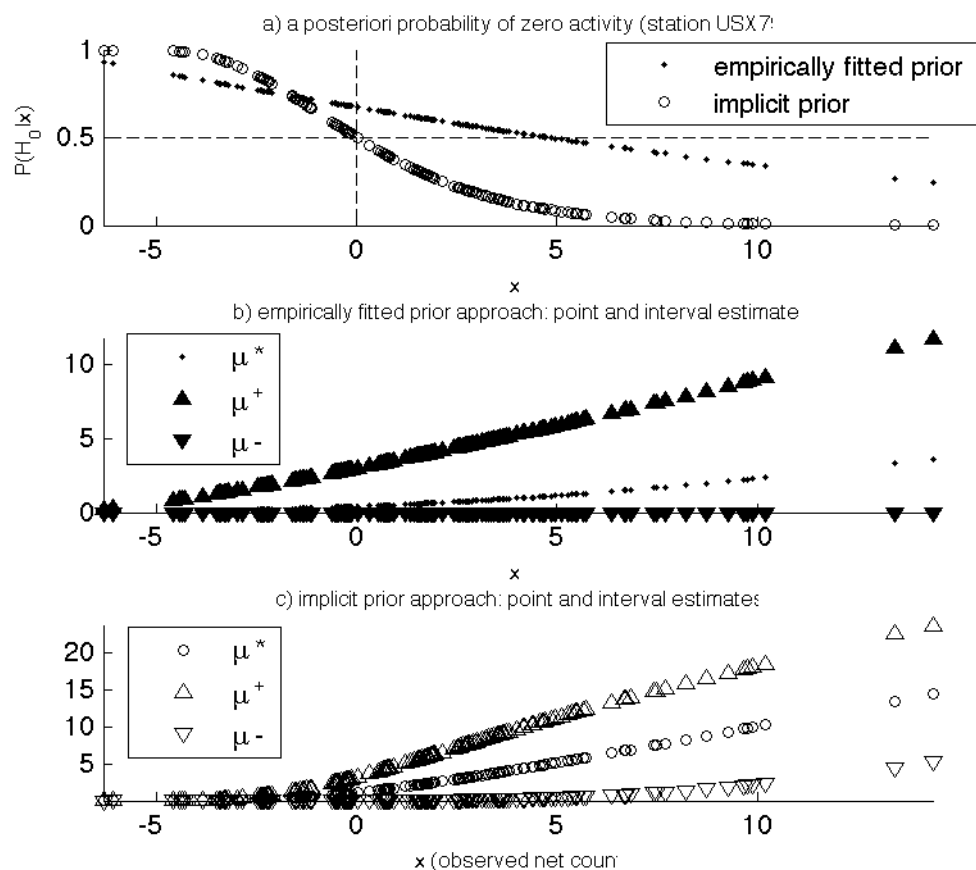 a) a posteriori probability of zero activity (station USX7
1
0.5
0
P(H_0|x)
empirically fitted prior
implicit prior
-5 0 5 10
x
b) empirically fitted prior approach: point and interval estimate
10
5
0
μ*
μ+
μ-
-5 0 5 10
x
c) implicit prior approach: point and interval estimates
20
15
10
5
μ*
μ+
μ-
-5 0 5 10
x (observed net coun